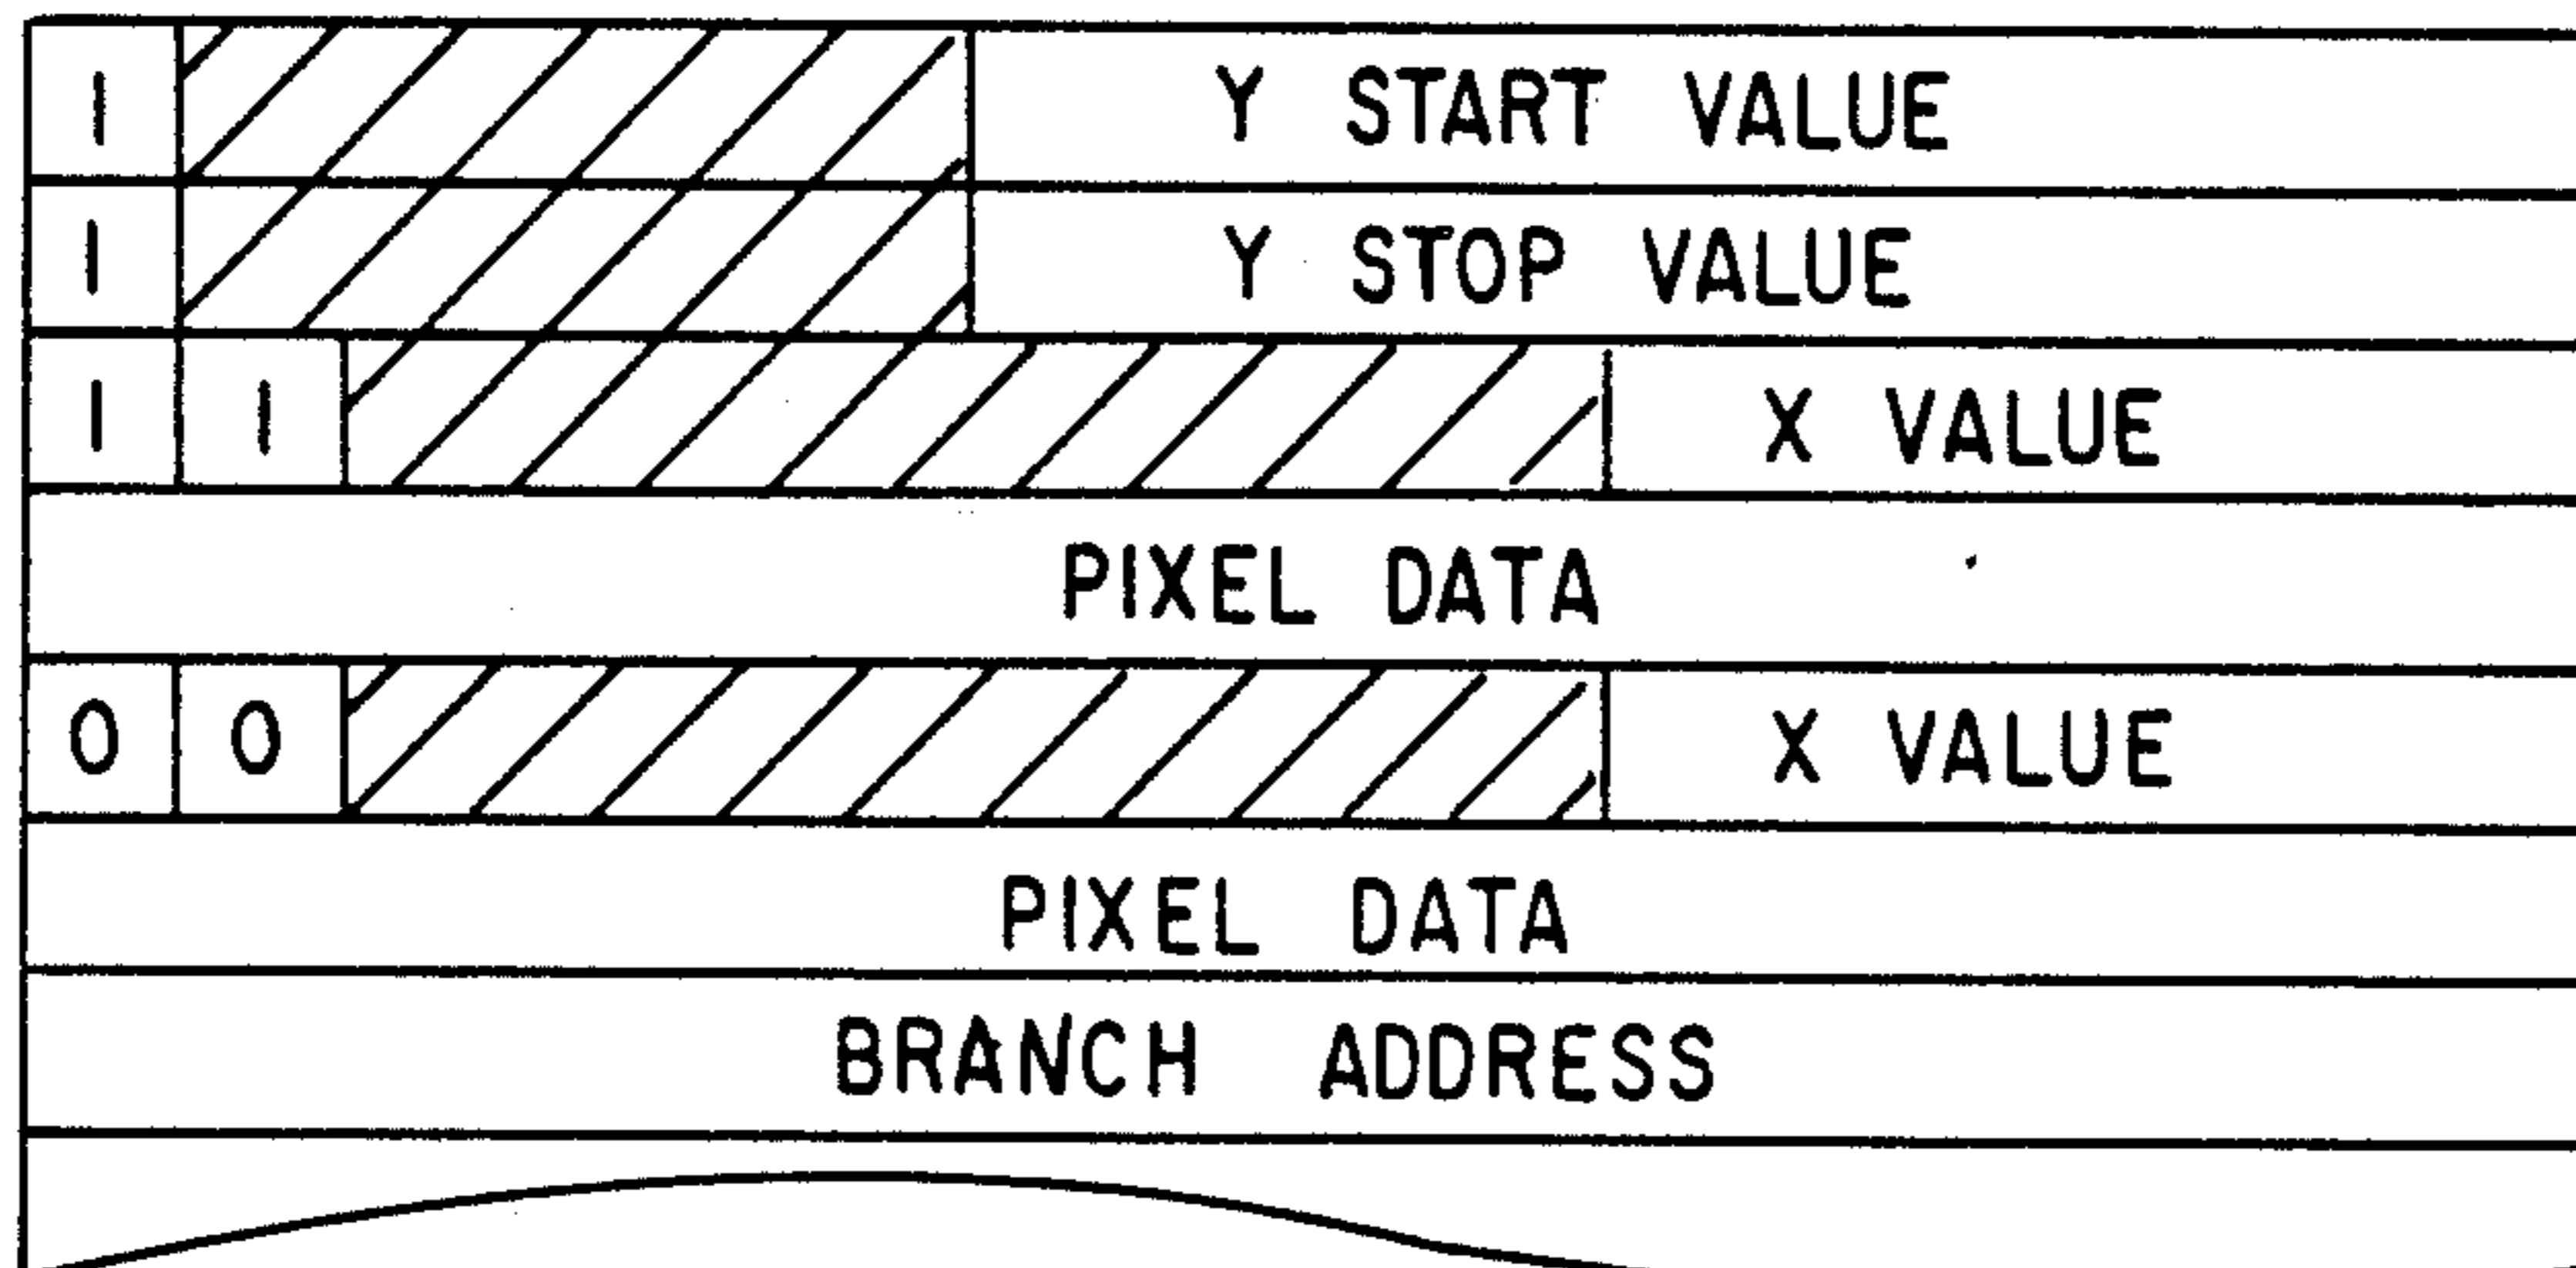 1 Y START VALUE
1 Y STOP VALUE
1 1 X VALUE
PIXEL DATA
0 0 X VALUE
PIXEL DATA
BRANCH ADDRESS